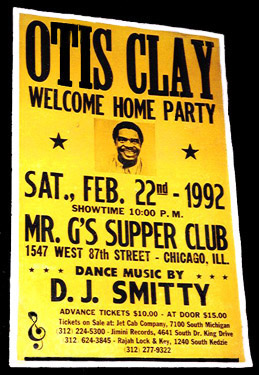 OTIS CLAY
WELCOME HOME PARTY
SAT., FEB. 22nd - 1992
SHOWTIME 10:00 P. M.
MR. G'S SUPPER CLUB
1547 WEST 87th STREET - CHICAGO, ILL.
DANCE MUSIC BY
D. J. SMITTY
ADVANCE TICKETS $10.00 - AT DOOR $15.00
Tickets on Sale at: Jet Cab Company, 7100 South Michigan
312: 224-5300 - Jimini Records, 4641 South Dr. King Drive
312: 624-3845 - Rajah Lock & Key, 1240 South Kedzie
312: 277-9322